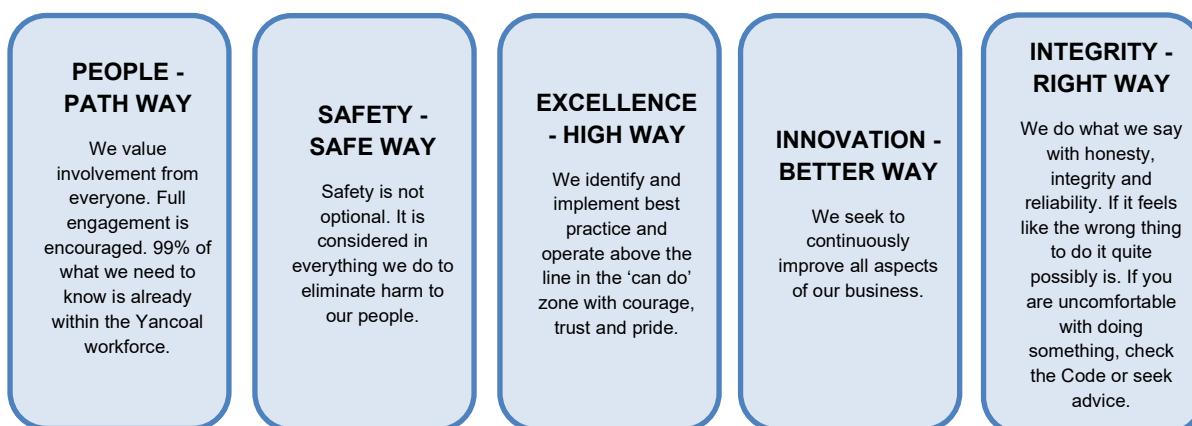 PEOPLE -
PATH WAY
We value
involvement from
everyone. Full
engagement is
encouraged. 99% of
what we need to
know is already
within the Yancoal
workforce.
SAFETY -
SAFE WAY
Safety is not
optional. It is
considered in
everything we do to
eliminate harm to
our people.
EXCELLENCE
- HIGH WAY
We identify and
implement best
practice and
operate above the
line in the ‘can do’
zone with courage,
trust and pride.
INNOVATION -
BETTER WAY
We seek to
continuously
improve all aspects
of our business.
INTEGRITY -
RIGHT WAY
We do what we say
with honesty,
integrity and
reliability. If it feels
like the wrong thing
to do it quite
possibly is. If you
are uncomfortable
with doing
something, check
the Code or seek
advice.